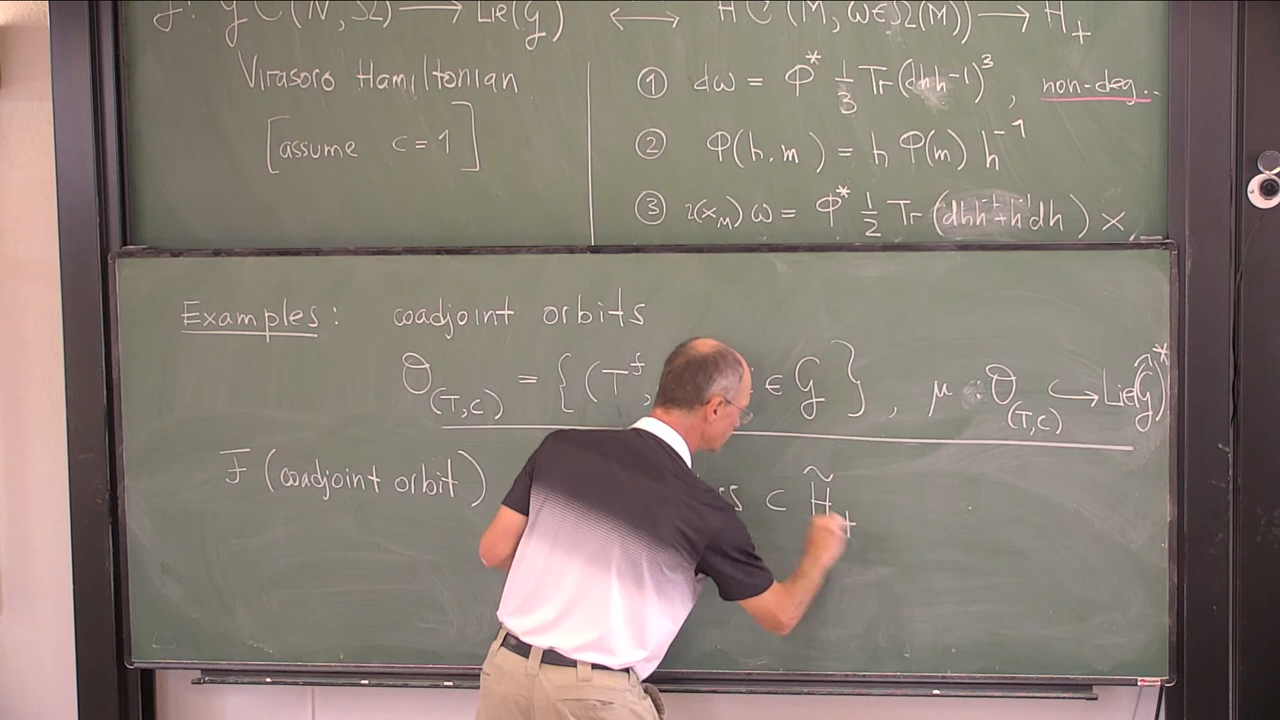 F: G C (N, Ω) → Lie(G) ↔ H C (M, ω∈Ω(M)) → H₊
Virasoro Hamiltonian
[assume c = 1]
① dω = Φ* 1/3 Tr(dhh⁻¹)³, non-deg..
② Φ(h.m) = h Φ(m) h⁻¹
③ ι(x_M) ω = Φ* 1/2 Tr (dhh⁻¹+h⁻¹dh) x
Examples: coadjoint orbits
O_(T,c) = {(T^f, ∈ G}, μ: O_(T,c) ↪ Lie(Ĝ)*
F (coadjoint orbit) ⊂ H̃₊